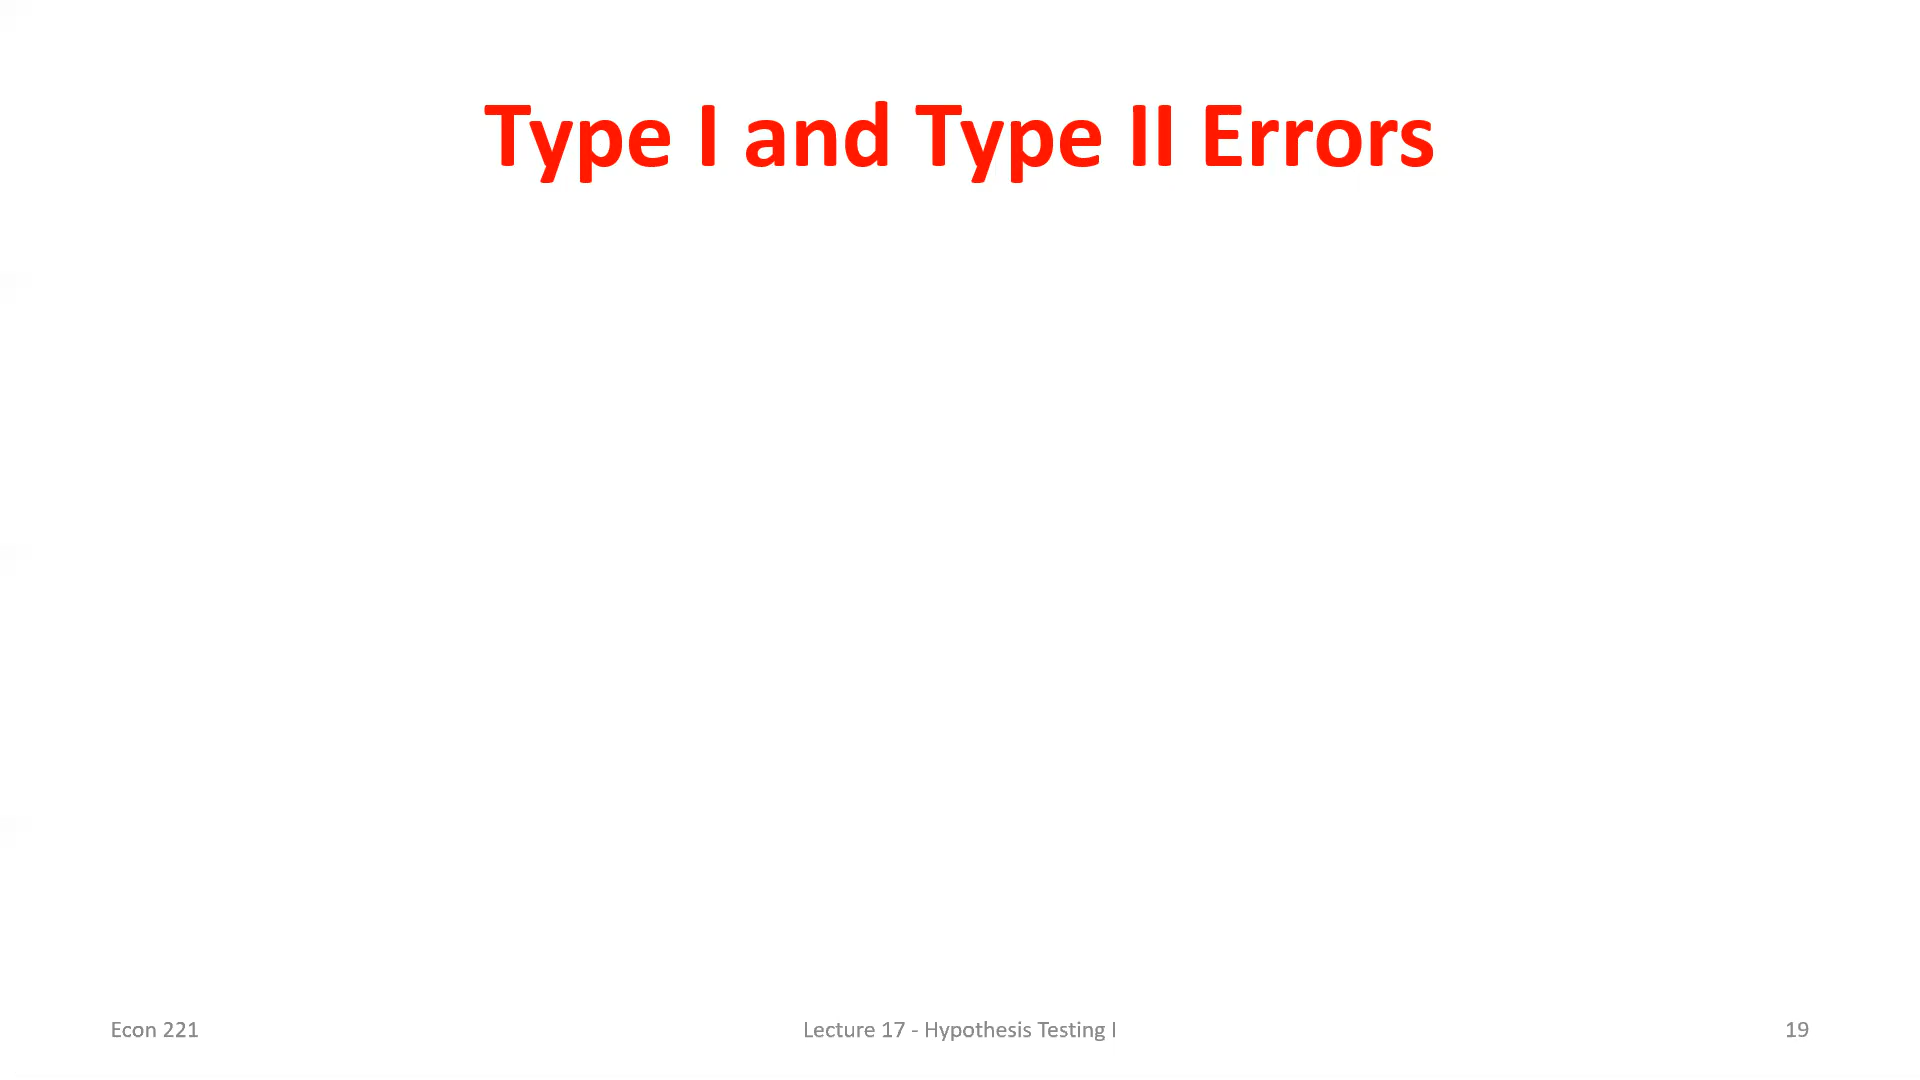 Type I and Type II Errors
Econ 221
Lecture 17 - Hypothesis Testing I
19